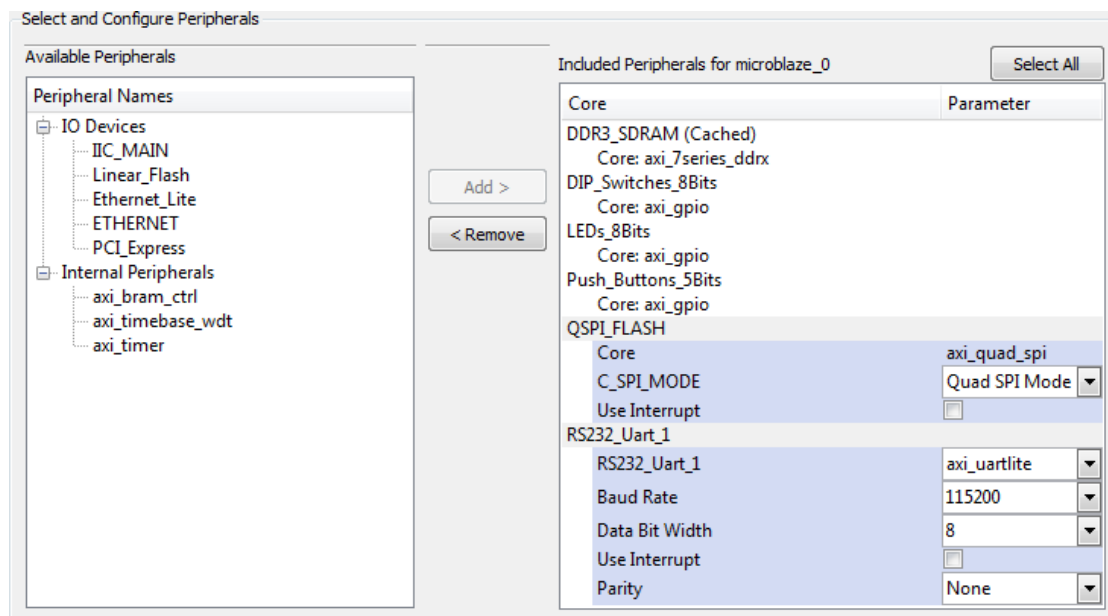 Select and Configure Peripherals
Available Peripherals
Peripheral Names
IO Devices
IIC_MAIN
Linear_Flash
Ethernet_Lite
ETHERNET
PCI_Express
Internal Peripherals
axi_bram_ctrl
axi_timebase_wdt
axi_timer
Add >
< Remove
Included Peripherals for microblaze_0
Select All
Core Parameter
DDR3_SDRAM (Cached)
Core: axi_7series_ddrx
DIP_Switches_8Bits
Core: axi_gpio
LEDs_8Bits
Core: axi_gpio
Push_Buttons_5Bits
Core: axi_gpio
QSPI_FLASH
Core axi_quad_spi
C_SPI_MODE Quad SPI Mode
Use Interrupt
RS232_Uart_1
RS232_Uart_1 axi_uartlite
Baud Rate 115200
Data Bit Width 8
Use Interrupt
Parity None